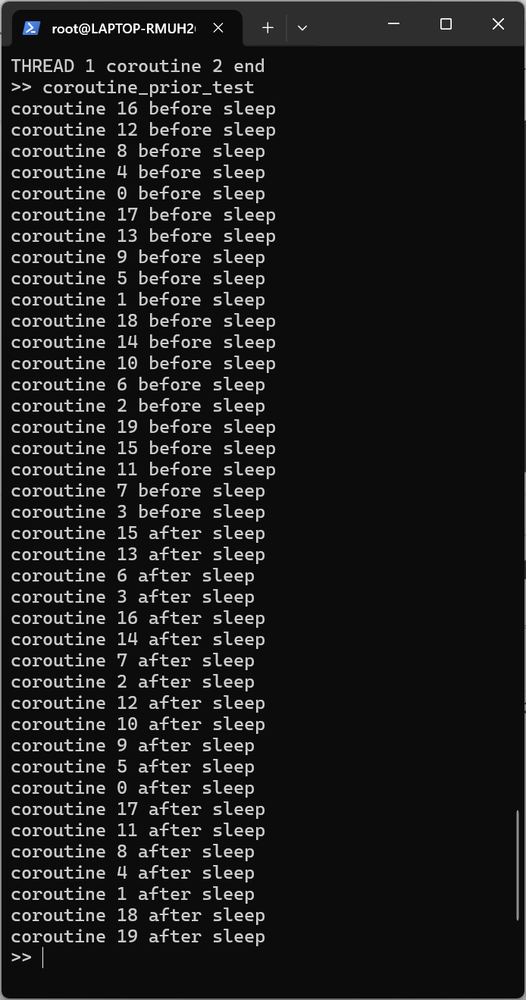 root@LAPTOP-RMUH2
THREAD 1 coroutine 2 end
>> coroutine_prior_test
coroutine 16 before sleep
coroutine 12 before sleep
coroutine 8 before sleep
coroutine 4 before sleep
coroutine 0 before sleep
coroutine 17 before sleep
coroutine 13 before sleep
coroutine 9 before sleep
coroutine 5 before sleep
coroutine 1 before sleep
coroutine 18 before sleep
coroutine 14 before sleep
coroutine 10 before sleep
coroutine 6 before sleep
coroutine 2 before sleep
coroutine 19 before sleep
coroutine 15 before sleep
coroutine 11 before sleep
coroutine 7 before sleep
coroutine 3 before sleep
coroutine 15 after sleep
coroutine 13 after sleep
coroutine 6 after sleep
coroutine 3 after sleep
coroutine 16 after sleep
coroutine 14 after sleep
coroutine 7 after sleep
coroutine 2 after sleep
coroutine 12 after sleep
coroutine 10 after sleep
coroutine 9 after sleep
coroutine 5 after sleep
coroutine 0 after sleep
coroutine 17 after sleep
coroutine 11 after sleep
coroutine 8 after sleep
coroutine 4 after sleep
coroutine 1 after sleep
coroutine 18 after sleep
coroutine 19 after sleep
>>